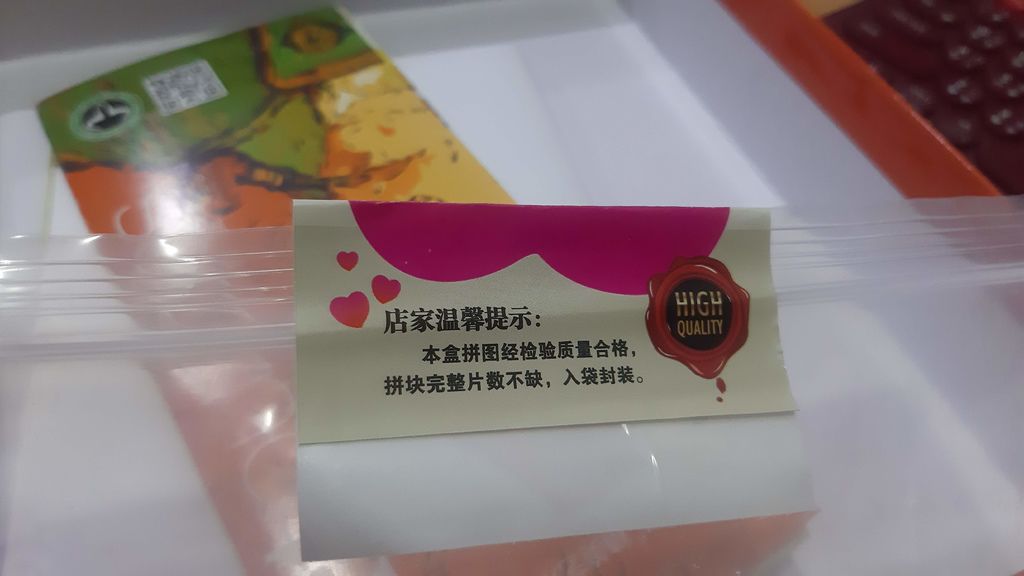 店家温馨提示：
本盒拼图经检验质量合格，
拼块完整片数不缺，入袋封装。
HIGH
QUALITY